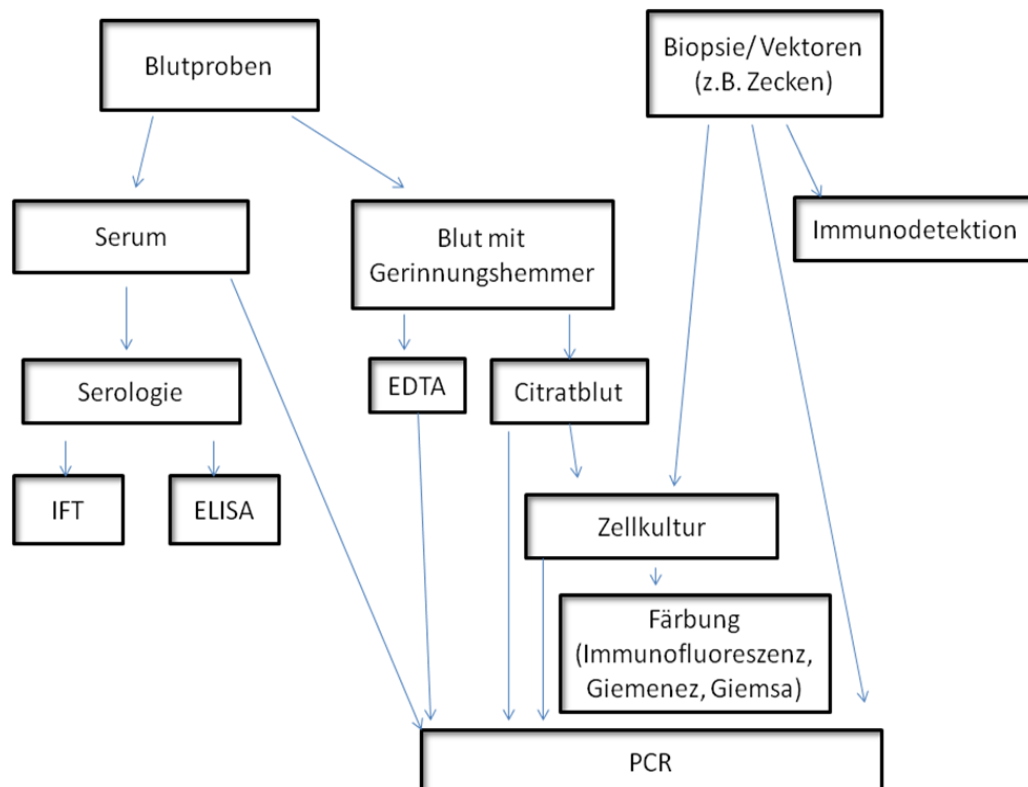 Blutproben
Biopsie/ Vektoren
(z.B. Zecken)
Serum
Blut mit
Gerinnungshemmer
Immunodetektion
Serologie
EDTA
Citratblut
IFT
ELISA
Zellkultur
Färbung
(Immunofluoreszenz,
Giemenez, Giemsa)
PCR